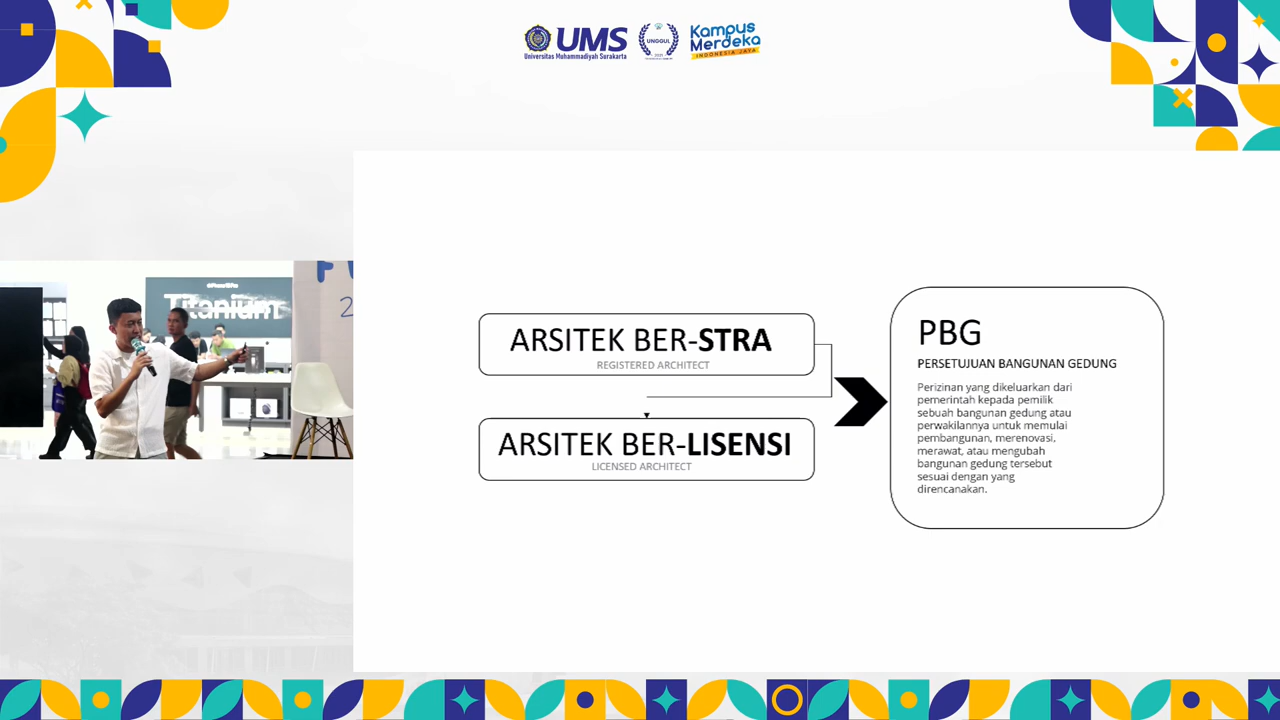 UMS
Universitas Muhammadiyah Surakarta
UNGGUL
Kampus
Merdeka
INDONESIA JAYA
Titanium
ARSITEK BER-STRA
REGISTERED ARCHITECT
ARSITEK BER-LISENSI
LICENSED ARCHITECT
PBG
PERSETUJUAN BANGUNAN GEDUNG
Perizinan yang dikeluarkan dari
pemerintah kepada pemilik
sebuah bangunan gedung atau
perwakilannya untuk memulai
pembangunan, merenovasi,
merawat, atau mengubah
bangunan gedung tersebut
sesuai dengan yang
direncanakan.